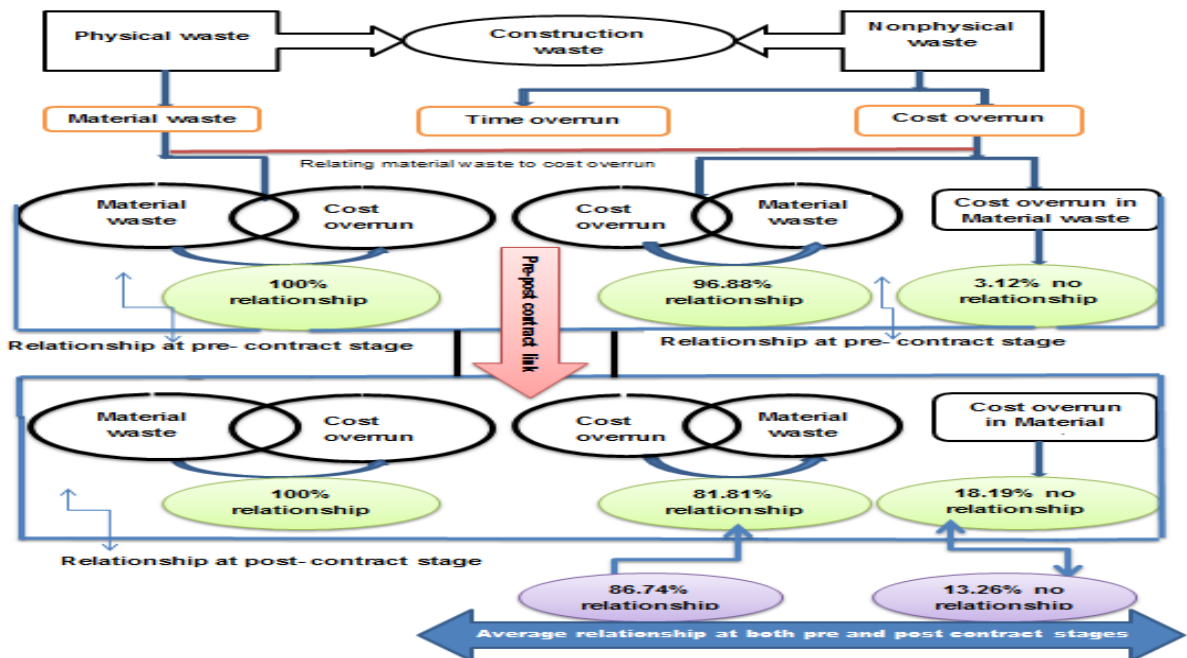 Physical waste
Construction
waste
Nonphysical
waste
Material waste
Time overrun
Cost overrun
Relating material waste to cost overrun
Material
waste
Cost
overrun
Cost
overrun
Material
waste
Cost overrun in
Material waste
100%
relationship
96.88%
relationship
3.12% no
relationship
Pre-post contract link
Relationship at pre- contract stage
Relationship at pre- contract stage
Material
waste
Cost
overrun
Cost
overrun
Material
waste
Cost overrun
in Material
100%
relationship
81.81%
relationship
18.19% no
relationship
Relationship at post- contract stage
86.74%
relationship
13.26% no
relationship
Average relationship at both pre and post contract stages